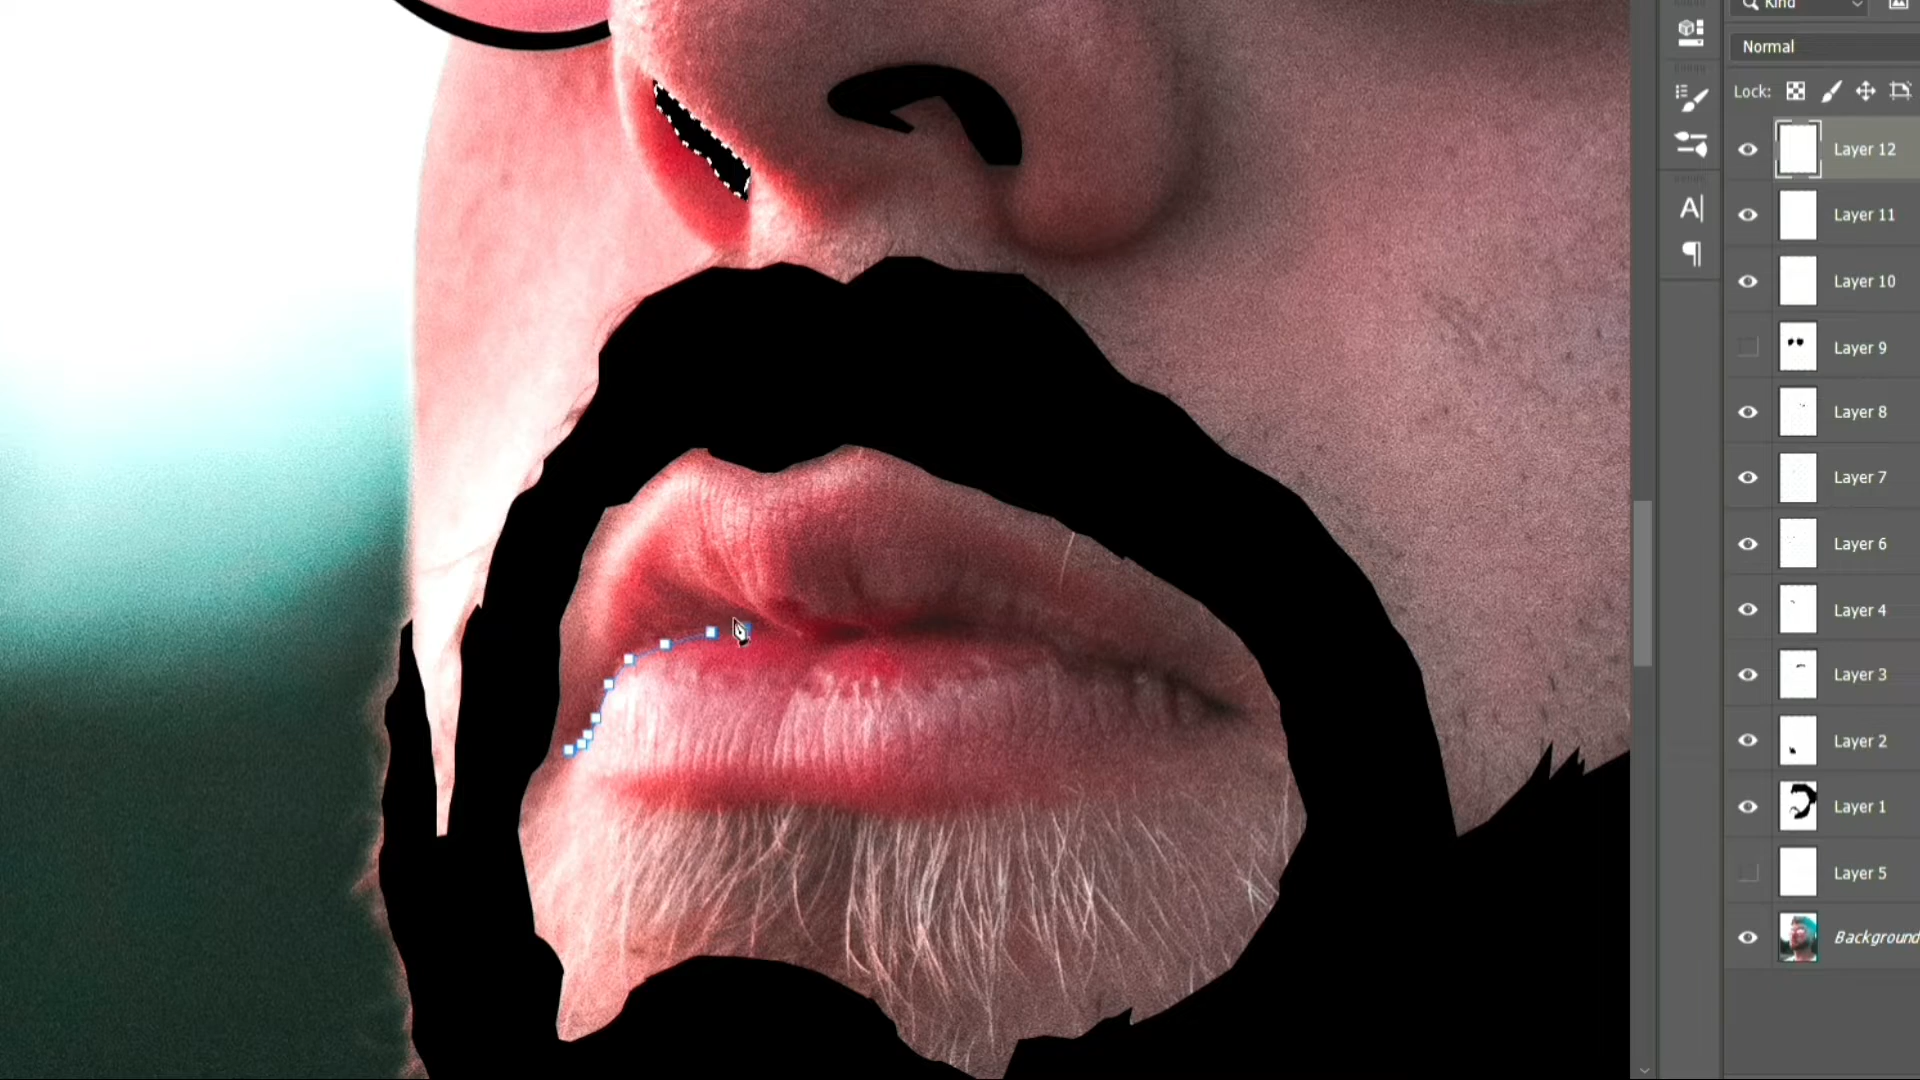 Kind
Normal
Lock:
Layer 12
Layer 11
Layer 10
Layer 9
Layer 8
Layer 7
Layer 6
Layer 4
Layer 3
Layer 2
Layer 1
Layer 5
Background